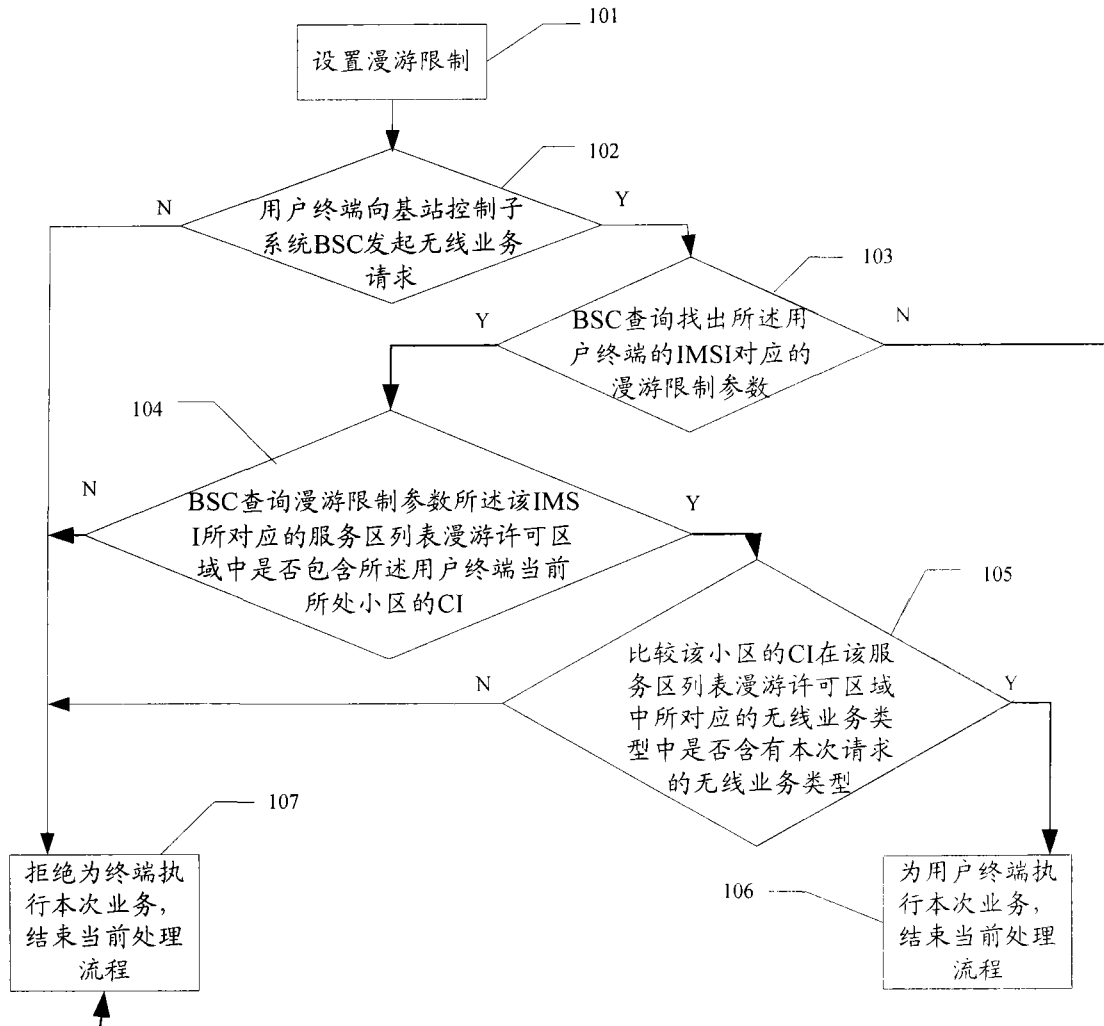 101
设置漫游限制
102
N
Y
用户终端向基站控制子
系统BSC发起无线业务
请求
103
Y
N
BSC查询找出所述用
户终端的IMSI对应的
漫游限制参数
104
N
Y
BSC查询漫游限制参数所述该IMS
I所对应的服务区列表漫游许可区
域中是否包含所述用户终端当前
所处小区的CI
105
N
Y
比较该小区的CI在该服
务区列表漫游许可区域
中所对应的无线业务类
型中是否含有本次请求
的无线业务类型
107
拒绝为终端执
行本次业务，
结束当前处理
流程
106
为用户终端执
行本次业务，
结束当前处理
流程